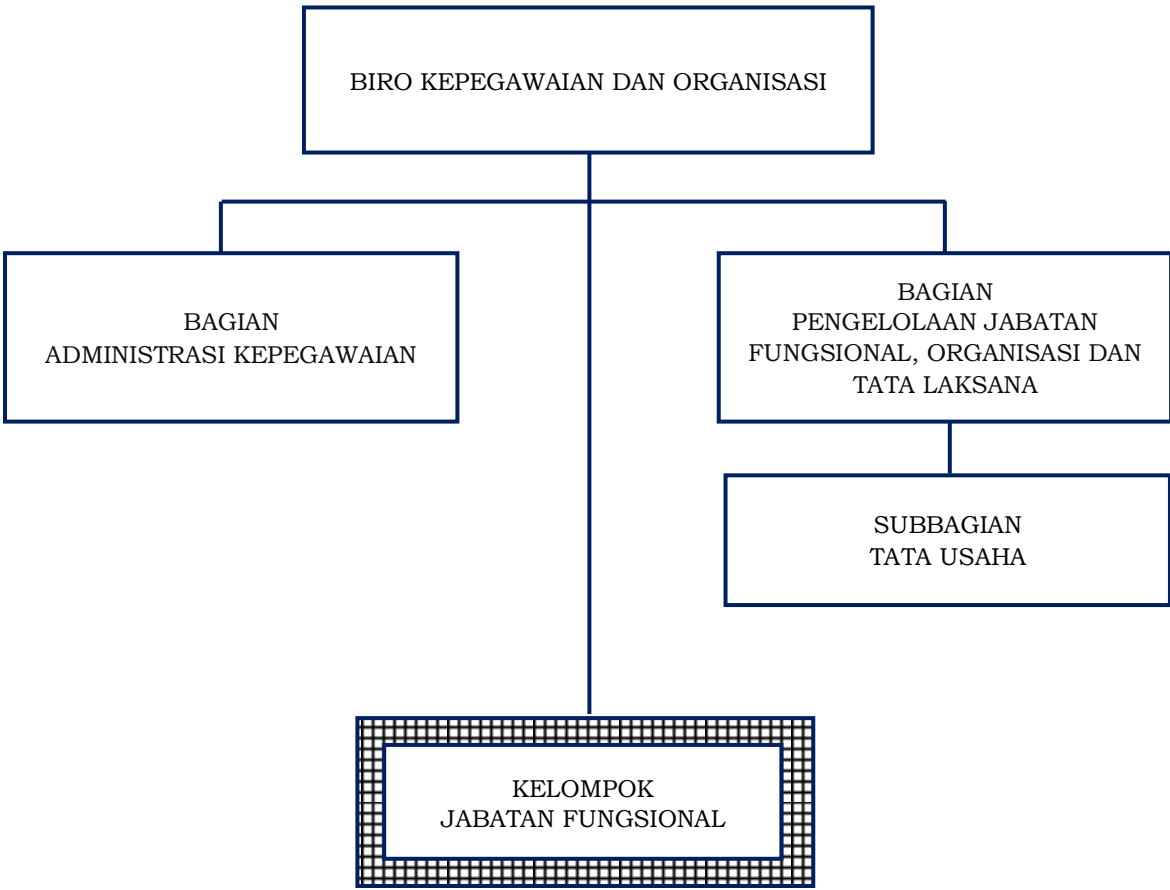 BIRO KEPEGAWAIAN DAN ORGANISASI
BAGIAN
ADMINISTRASI KEPEGAWAIAN
BAGIAN
PENGELOLAAN JABATAN
FUNGSIONAL, ORGANISASI DAN
TATA LAKSANA
SUBBAGIAN
TATA USAHA
KELOMPOK
JABATAN FUNGSIONAL